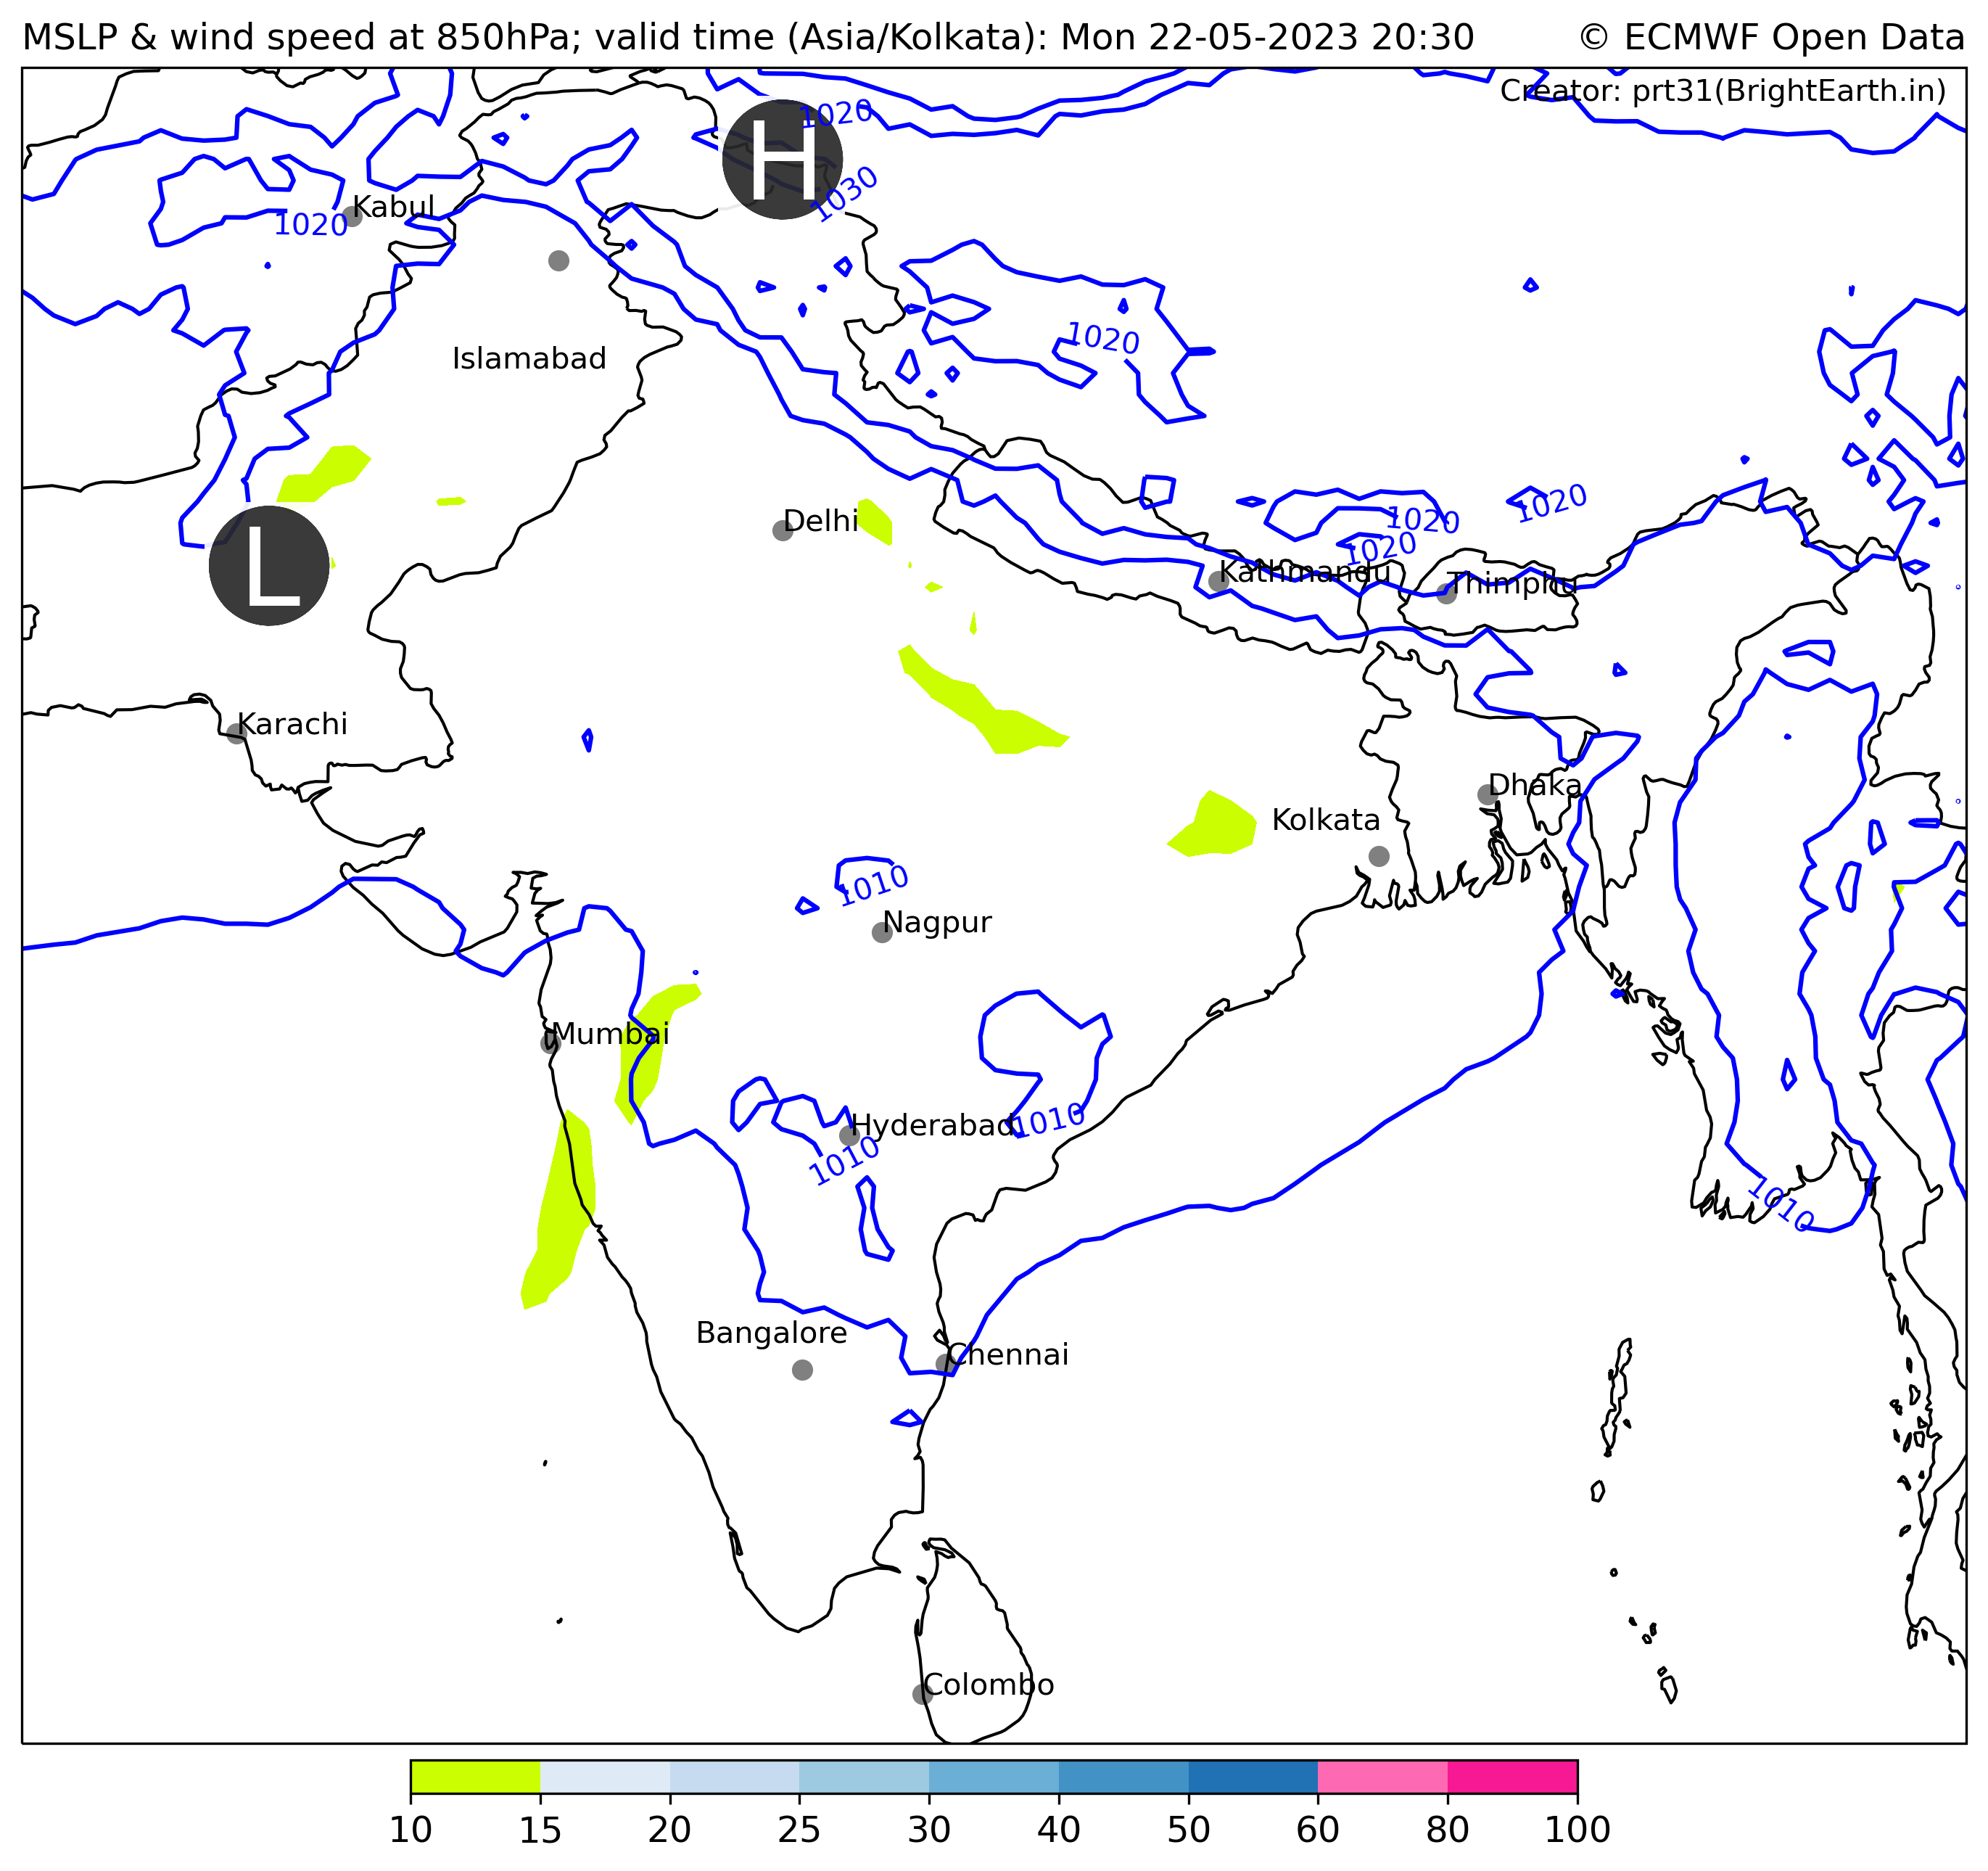 MSLP & wind speed at 850hPa; valid time (Asia/Kolkata): Mon 22-05-2023 20:30
© ECMWF Open Data
Creator: prt31(BrightEarth.in)
1020
H
1030
Kabul
1020
1020
Islamabad
1020
Delhi
1020
1020
L
Kathmandu
Thimphu
Karachi
Dhaka
Kolkata
1010
Nagpur
Mumbai
Hyderabad
1010
1010
1010
Bangalore
Chennai
Colombo
10 15 20 25 30 40 50 60 80 100